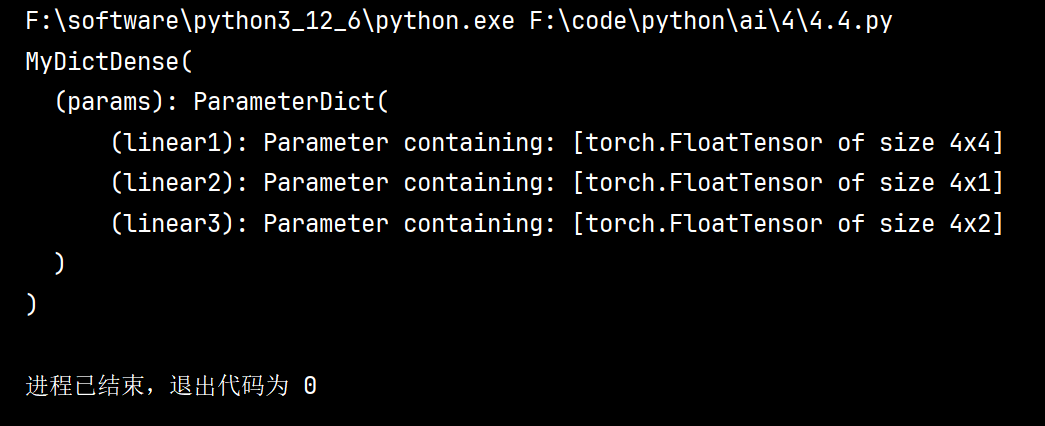 F:\software\python3_12_6\python.exe F:\code\python\ai\4\4.4.py
MyDictDense(
  (params): ParameterDict(
      (linear1): Parameter containing: [torch.FloatTensor of size 4x4]
      (linear2): Parameter containing: [torch.FloatTensor of size 4x1]
      (linear3): Parameter containing: [torch.FloatTensor of size 4x2]
  )
)
进程已结束，退出代码为 0